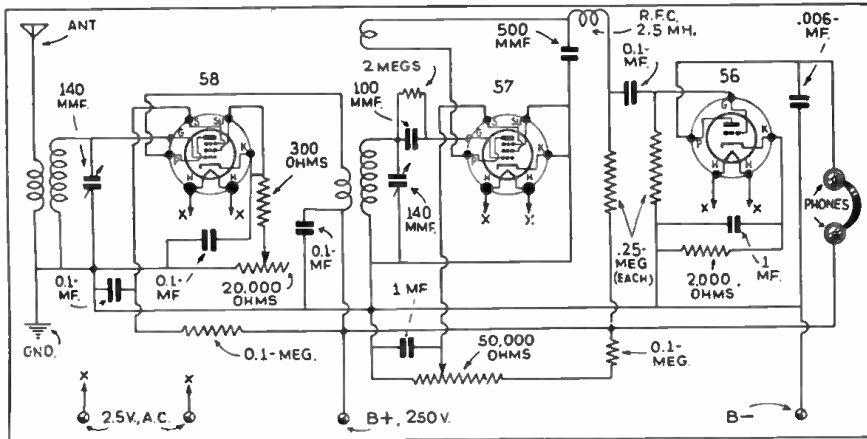 ANT.
140
MMF.
58
300
OHMS
0.1-
MF.
0.1-
MF
20,000
OHMS
0.1-
MF
GND.
0.1-MEG.
X
X
2.5V., A.C.
B+, 250V.
2 MEGS
100
MMF.
57
500
MMF
R.F.C.
2.5 MH.
140
MMF.
1 MF.
50,000
OHMS
0.1-
MF.
.25-
MEG
(EACH)
0.1-
MEG.
56
.006-
MF.
PHONES
.1
MF.
2,000
OHMS
B-
G
P
K
H
H
X
X
G
P
K
H
H
X
X
G
P
K
H
H
X
X